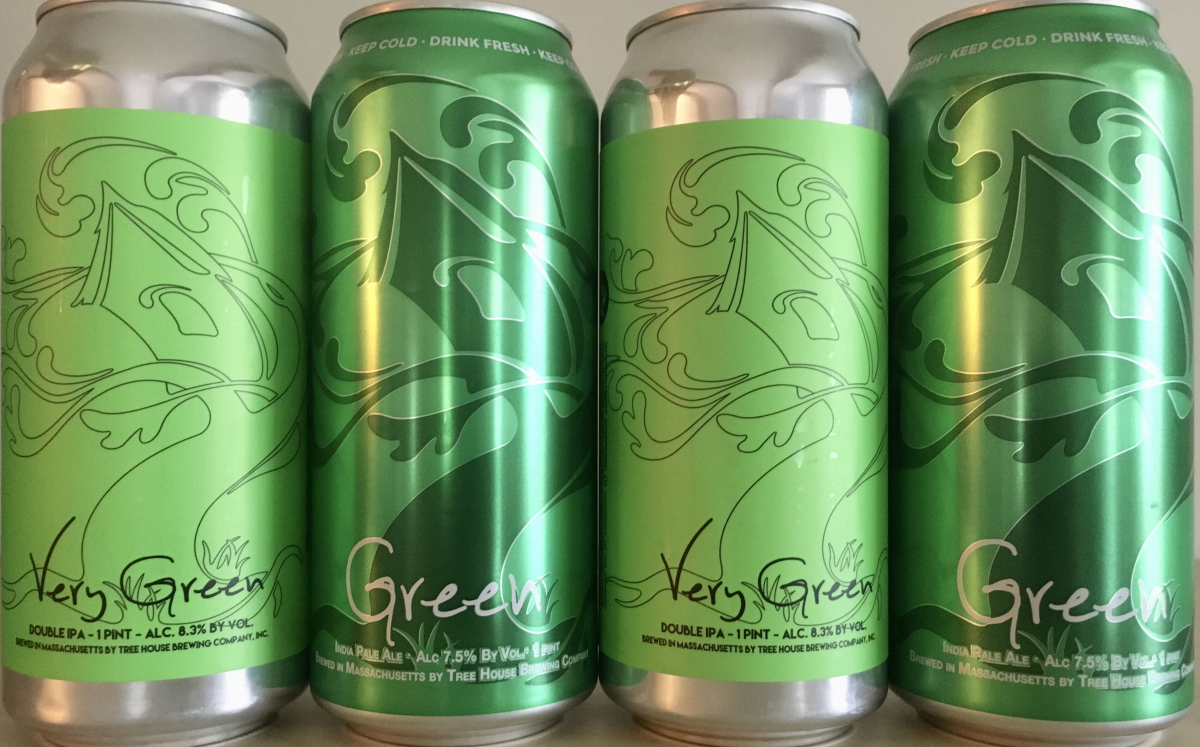 Very Green
DOUBLE IPA - 1 PINT - ALC. 8.3% BY VOL.
BREWED IN MASSACHUSETTS BY TREE HOUSE BREWING COMPANY, INC.
KEEP COLD · DRINK FRESH · KEEP
Green
INDIA PALE ALE · ALC 7.5% BY VOL. · 1 PINT
BREWED IN MASSACHUSETTS BY TREE HOUSE BREWING COMPANY
Very Green
DOUBLE IPA - 1 PINT - ALC. 8.3% BY VOL.
BREWED IN MASSACHUSETTS BY TREE HOUSE BREWING COMPANY, INC.
FRESH · KEEP COLD · DRINK FRESH ·
Green
INDIA PALE ALE · ALC 7.5% BY VOL. · 1 PINT
BREWED IN MASSACHUSETTS BY TREE HOUSE BREWING